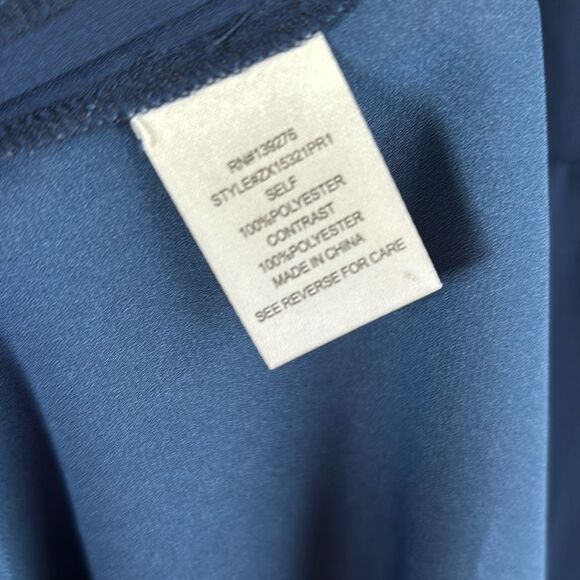 RN#139276
STYLE#ZX15321PR1
SELF
100%POLYESTER
CONTRAST
100%POLYESTER
MADE IN CHINA
SEE REVERSE FOR CARE